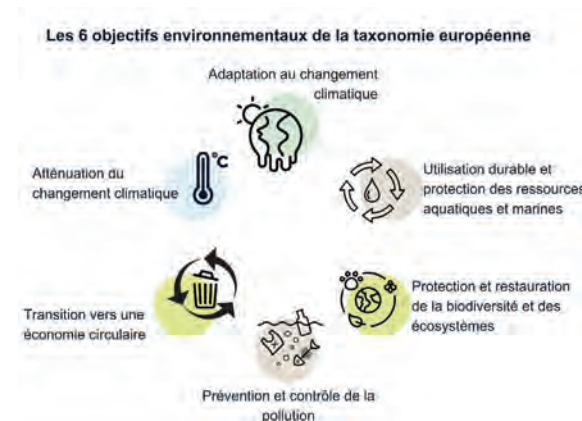 Les 6 objectifs environnementaux de la taxonomie européenne
Adaptation au changement
climatique
°C
Atténuation du
changement climatique
Utilisation durable et
protection des ressources
aquatiques et marines
Transition vers une
économie circulaire
Protection et restauration
de la biodiversité et des
écosystèmes
Prévention et contrôle de la
pollution